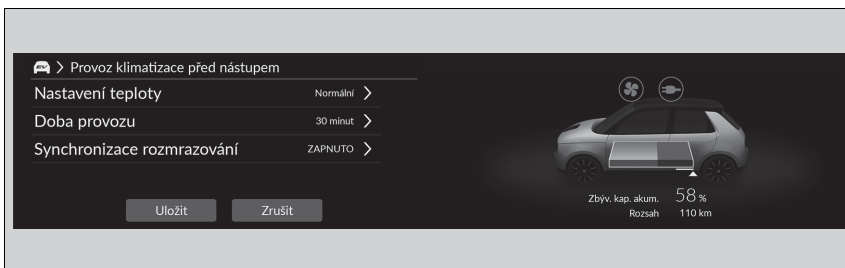 EV > Provoz klimatizace před nástupem
Nastavení teploty Normální >
Doba provozu 30 minut >
Synchronizace rozmrazování ZAPNUTO >
Uložit Zrušit
Zbýv. kap. akum. 58 %
Rozsah 110 km